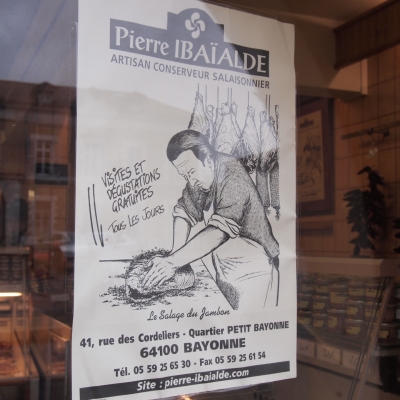 Pierre IBAÏALDE
ARTISAN CONSERVEUR SALAISONNIER
VISITES ET
DÉGUSTATIONS
GRATUITES
TOUS LES JOURS
Le Salage du Jambon
41, rue des Cordeliers - Quartier PETIT BAYONNE
64100 BAYONNE
Tél. 05 59 25 65 30 - Fax 05 59 25 61 54
Site : pierre-ibaialde.com